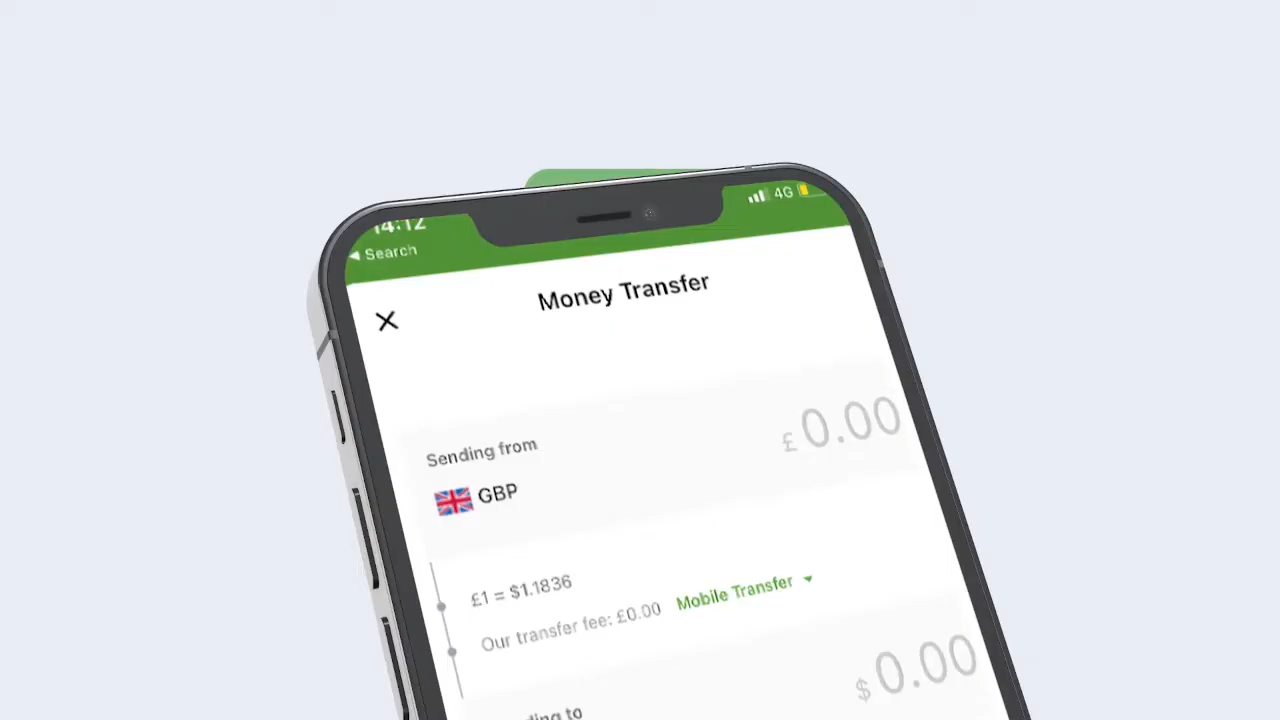 14:12
4G
Search
Money Transfer
£ 0.00
Sending from
GBP
£1 = $1.1836
Our transfer fee: £0.00 Mobile Transfer
$ 0.00
to